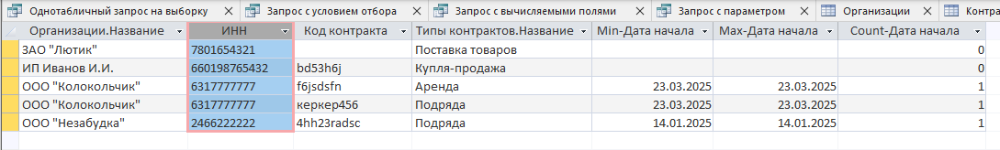 Однотабличный запрос на выборку Запрос с условием отбора Запрос с вычисляемыми полями Запрос с параметром Организации Контра
Организации.Название ИНН Код контракта Типы контрактов.Название Min-Дата начала Max-Дата начала Count-Дата начала
ЗАО "Лютик" 7801654321 Поставка товаров 0
ИП Иванов И.И. 660198765432 bd53h6j Купля-продажа 0
ООО "Колокольчик" 6317777777 f6jsdsfn Аренда 23.03.2025 23.03.2025 1
ООО "Колокольчик" 6317777777 керкер456 Подряда 23.03.2025 23.03.2025 1
ООО "Незабудка" 2466222222 4hh23radsc Подряда 14.01.2025 14.01.2025 1